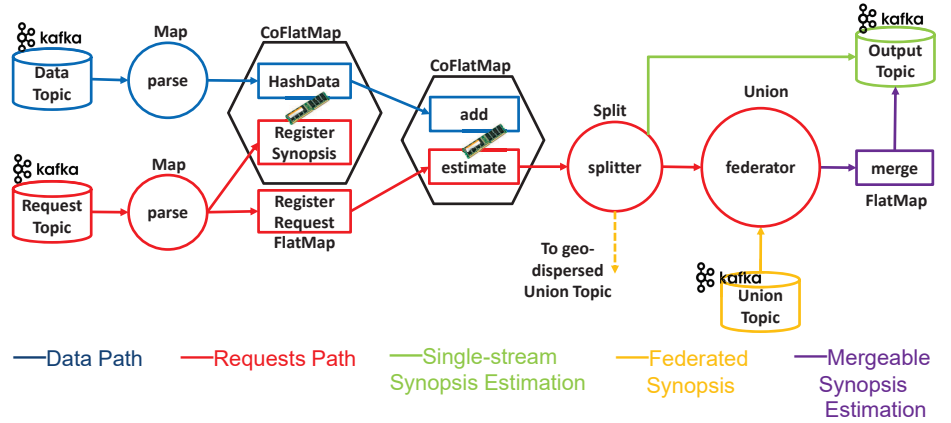 kafka
Data
Topic
Map
parse
CoFlatMap
HashData
Register
Synopsis
CoFlatMap
add
estimate
kafka
Request
Topic
Map
parse
Register
Request
FlatMap
Split
splitter
To geo-
dispersed
Union Topic
Union
federator
kafka
Union
Topic
kafka
Output
Topic
merge
FlatMap
Data Path
Requests Path
Single-stream
Synopsis Estimation
Federated
Synopsis
Mergeable
Synopsis
Estimation